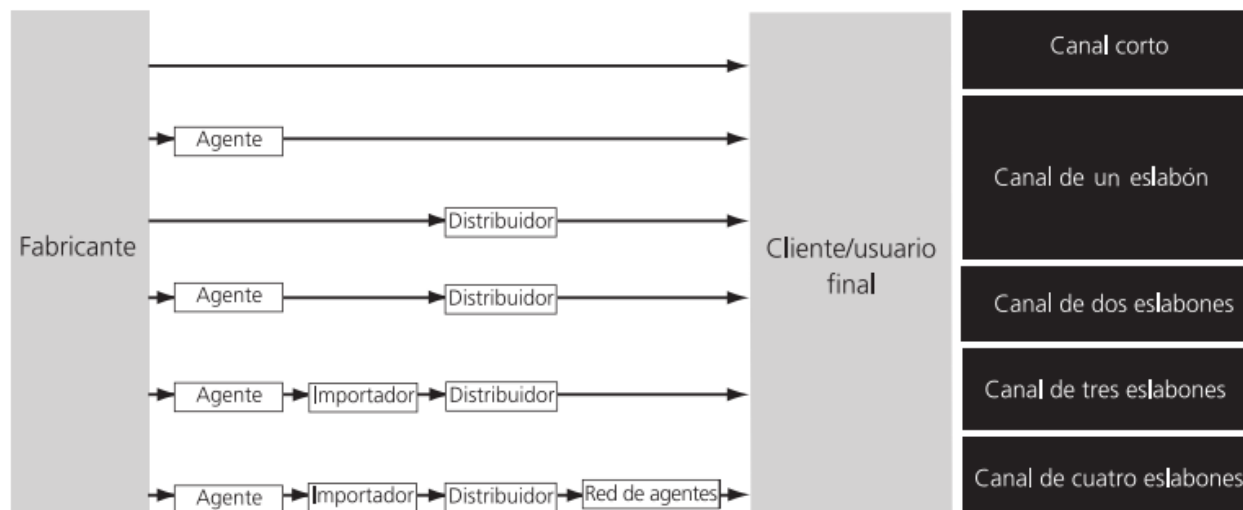 Canal corto
Agente
Canal de un eslabón
Distribuidor
Fabricante
Cliente/usuario
final
Agente
Distribuidor
Canal de dos eslabones
Agente
Importador
Distribuidor
Canal de tres eslabones
Agente
Importador
Distribuidor
Red de agentes
Canal de cuatro eslabones